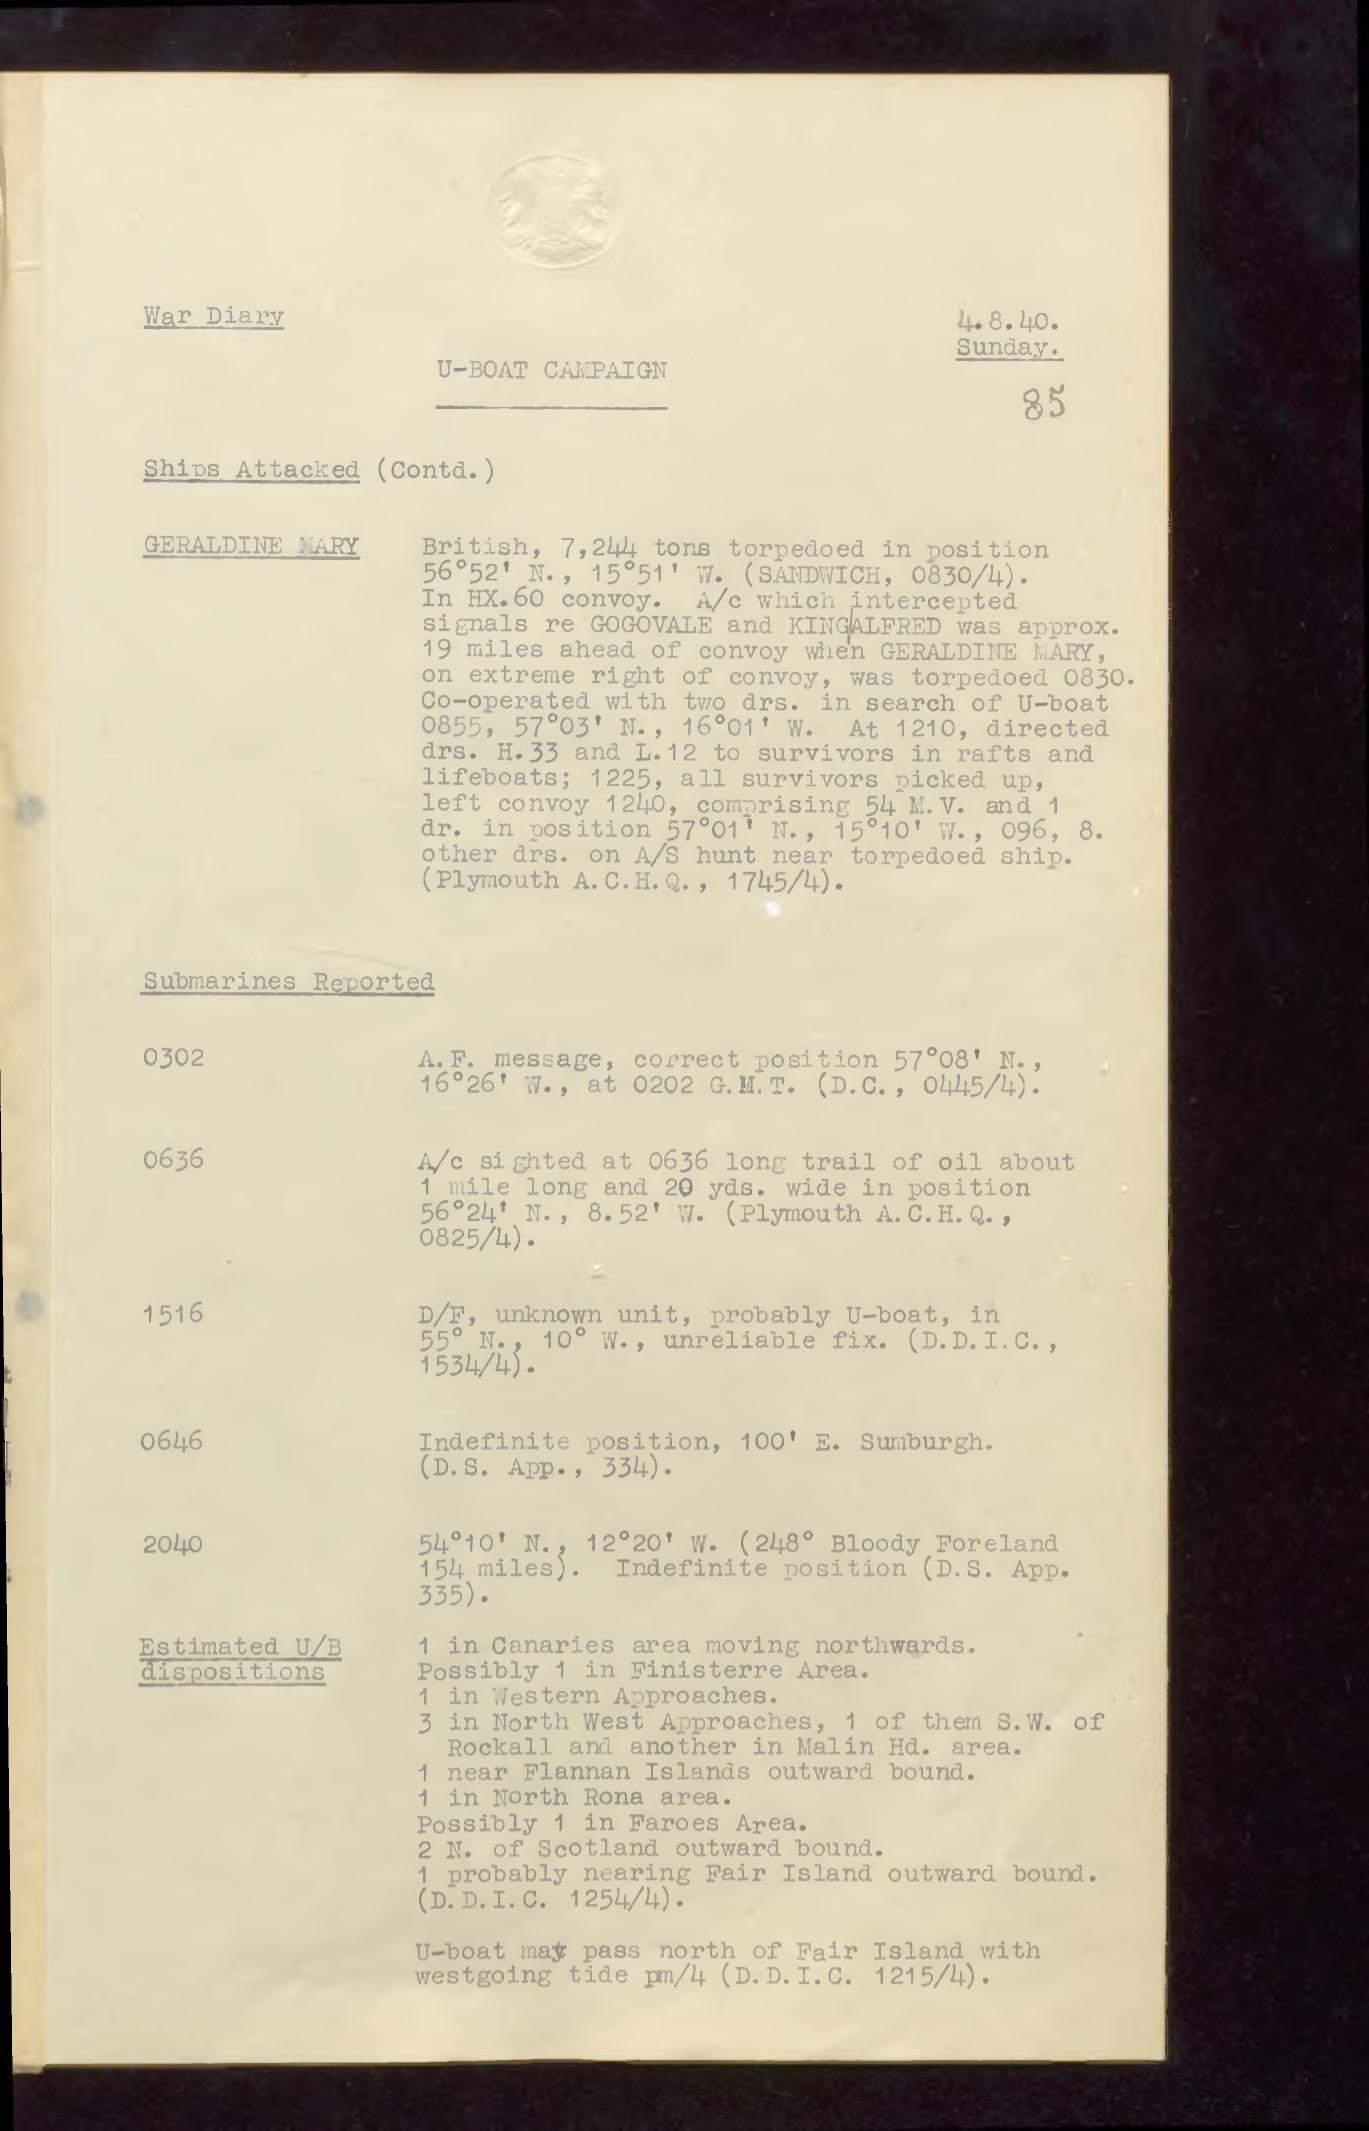 War Diary
4.8.40.
Sunday.
U-BOAT CAMPAIGN
85
Ships Attacked (Contd.)
GERALDINE MARY
British, 7,244 tons torpedoed in position
56°52' N., 15°51' W. (SANDWICH, 0830/4).
In HX.60 convoy. A/c which intercepted
signals re GOGOVALE and KING ALFRED was approx.
19 miles ahead of convoy when GERALDINE MARY,
on extreme right of convoy, was torpedoed 0830.
Co-operated with two drs. in search of U-boat
0855, 57°03' N., 16°01' W. At 1210, directed
drs. H.33 and L.12 to survivors in rafts and
lifeboats; 1225, all survivors picked up,
left convoy 1240, comprising 54 M.V. and 1
dr. in position 57°01' N., 15°10' W., 096, 8.
other drs. on A/S hunt near torpedoed ship.
(Plymouth A.C.H.Q., 1745/4).
Submarines Reported
0302
A.F. message, correct position 57°08' N.,
16°26' W., at 0202 G.M.T. (D.C., 0445/4).
0636
A/c sighted at 0636 long trail of oil about
1 mile long and 20 yds. wide in position
56°24' N., 8.52' W. (Plymouth A.C.H.Q.,
0825/4).
1516
D/F, unknown unit, probably U-boat, in
55° N., 10° W., unreliable fix. (D.D.I.C.,
1534/4).
0646
Indefinite position, 100' E. Sumburgh.
(D.S. App., 334).
2040
54°10' N., 12°20' W. (248° Bloody Foreland
154 miles). Indefinite position (D.S. App.
335).
Estimated U/B
dispositions
1 in Canaries area moving northwards.
Possibly 1 in Finisterre Area.
1 in Western Approaches.
3 in North West Approaches, 1 of them S.W. of
Rockall and another in Malin Hd. area.
1 near Flannan Islands outward bound.
1 in North Rona area.
Possibly 1 in Faroes Area.
2 N. of Scotland outward bound.
1 probably nearing Fair Island outward bound.
(D.D.I.C. 1254/4).
U-boat may pass north of Fair Island with
westgoing tide pm/4 (D.D.I.C. 1215/4).